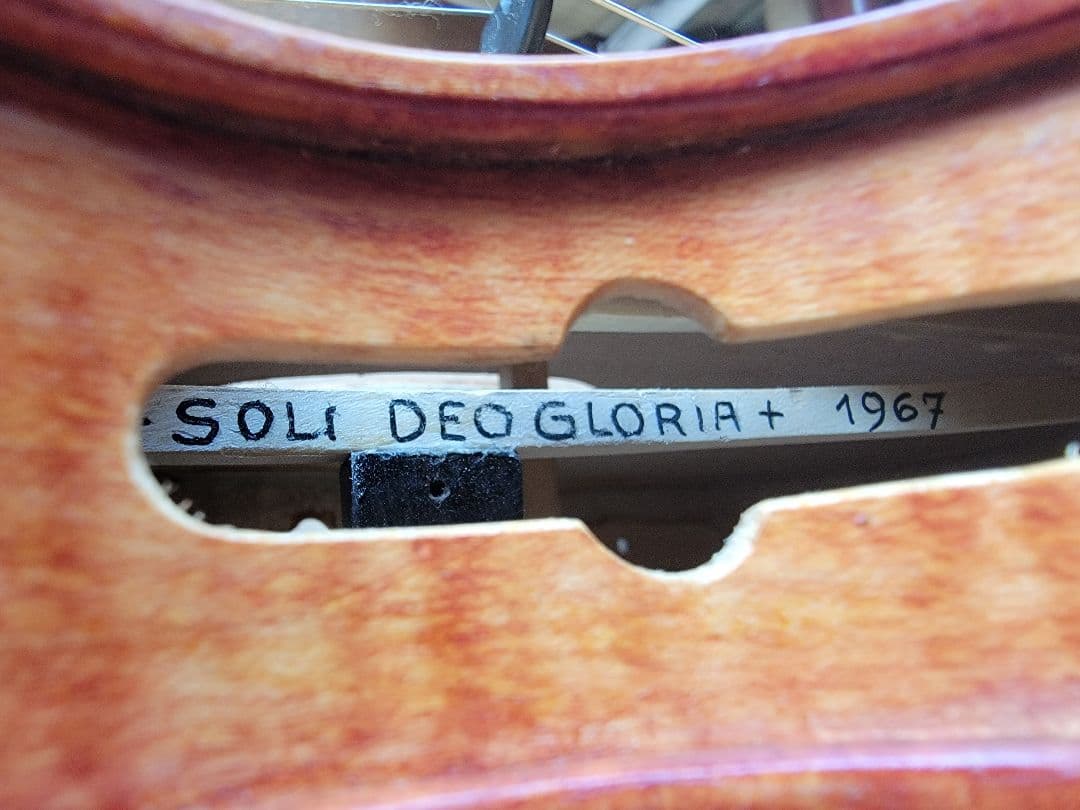 · SOLI DEO GLORIA + 1967